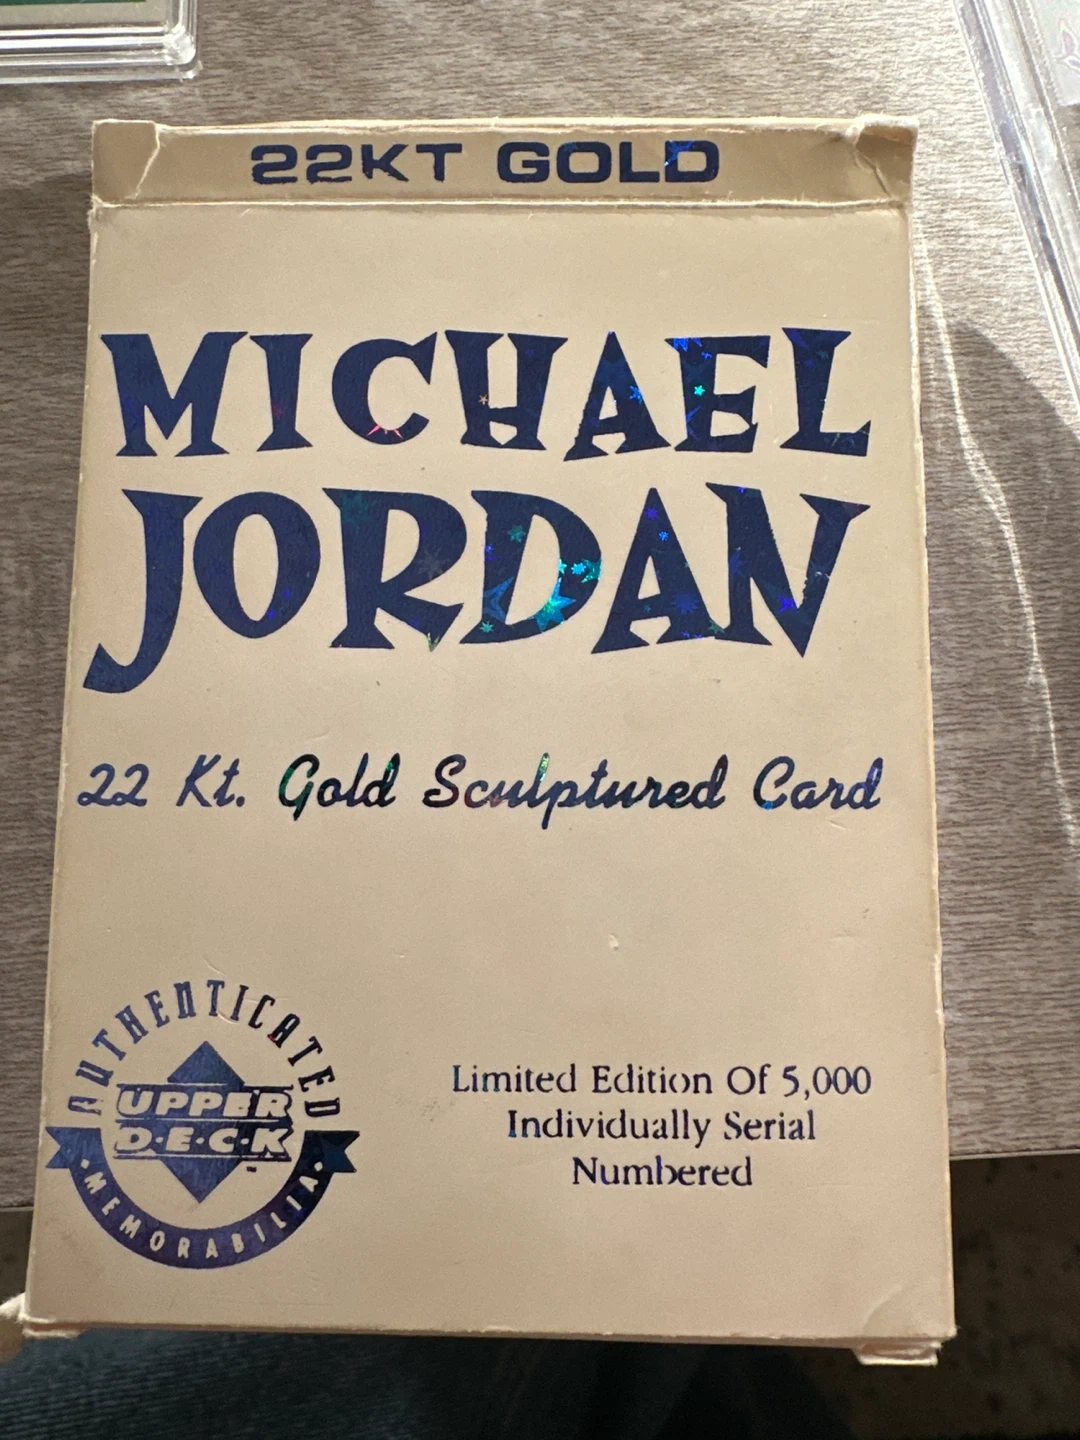 22KT GOLD
MICHAEL
JORDAN
22 Kt. Gold Sculptured Card
AUTHENTICATED
UPPER
D·E·C·K
™
·MEMORABILIA·
Limited Edition Of 5,000
Individually Serial
Numbered